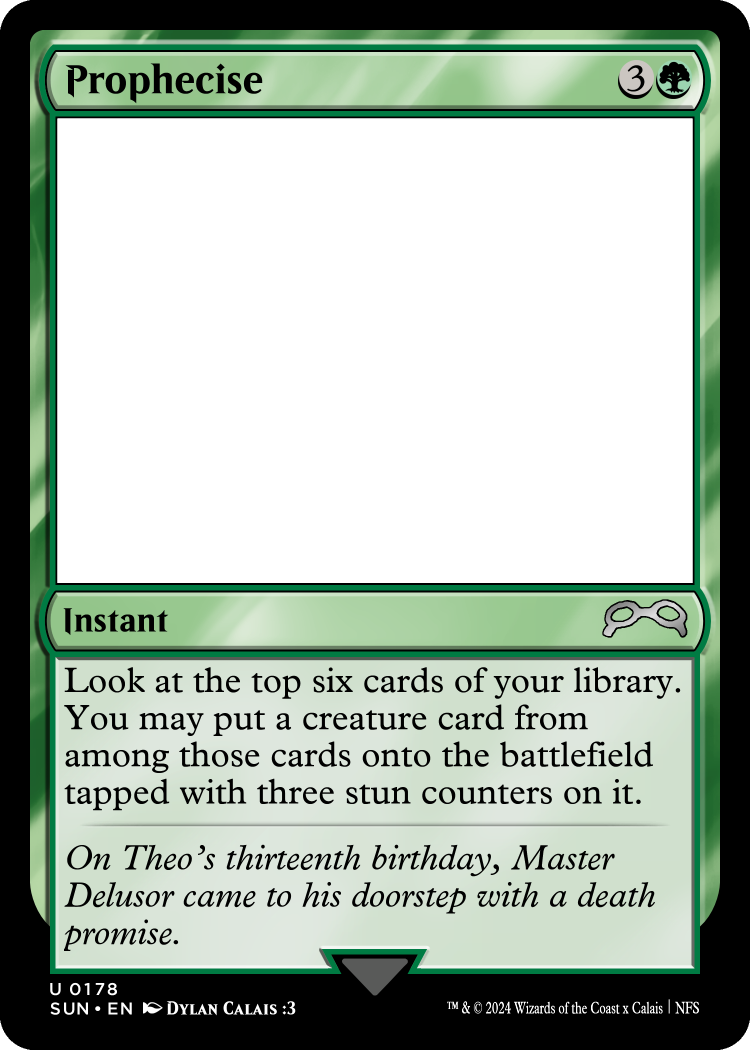 Prophecise 3
Instant
Look at the top six cards of your library.
You may put a creature card from
among those cards onto the battlefield
tapped with three stun counters on it.
On Theo's thirteenth birthday, Master
Delusor came to his doorstep with a death
promise.
U 0178
SUN • EN Dylan Calais :3
™ & © 2024 Wizards of the Coast x Calais | NFS